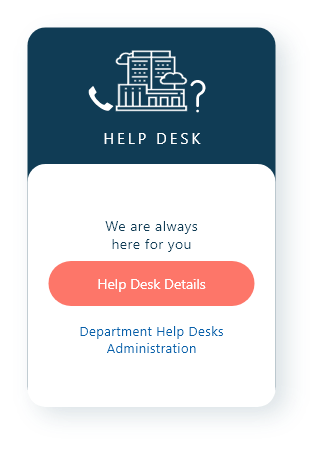 HELP DESK
We are always
here for you
Help Desk Details
Department Help Desks
Administration